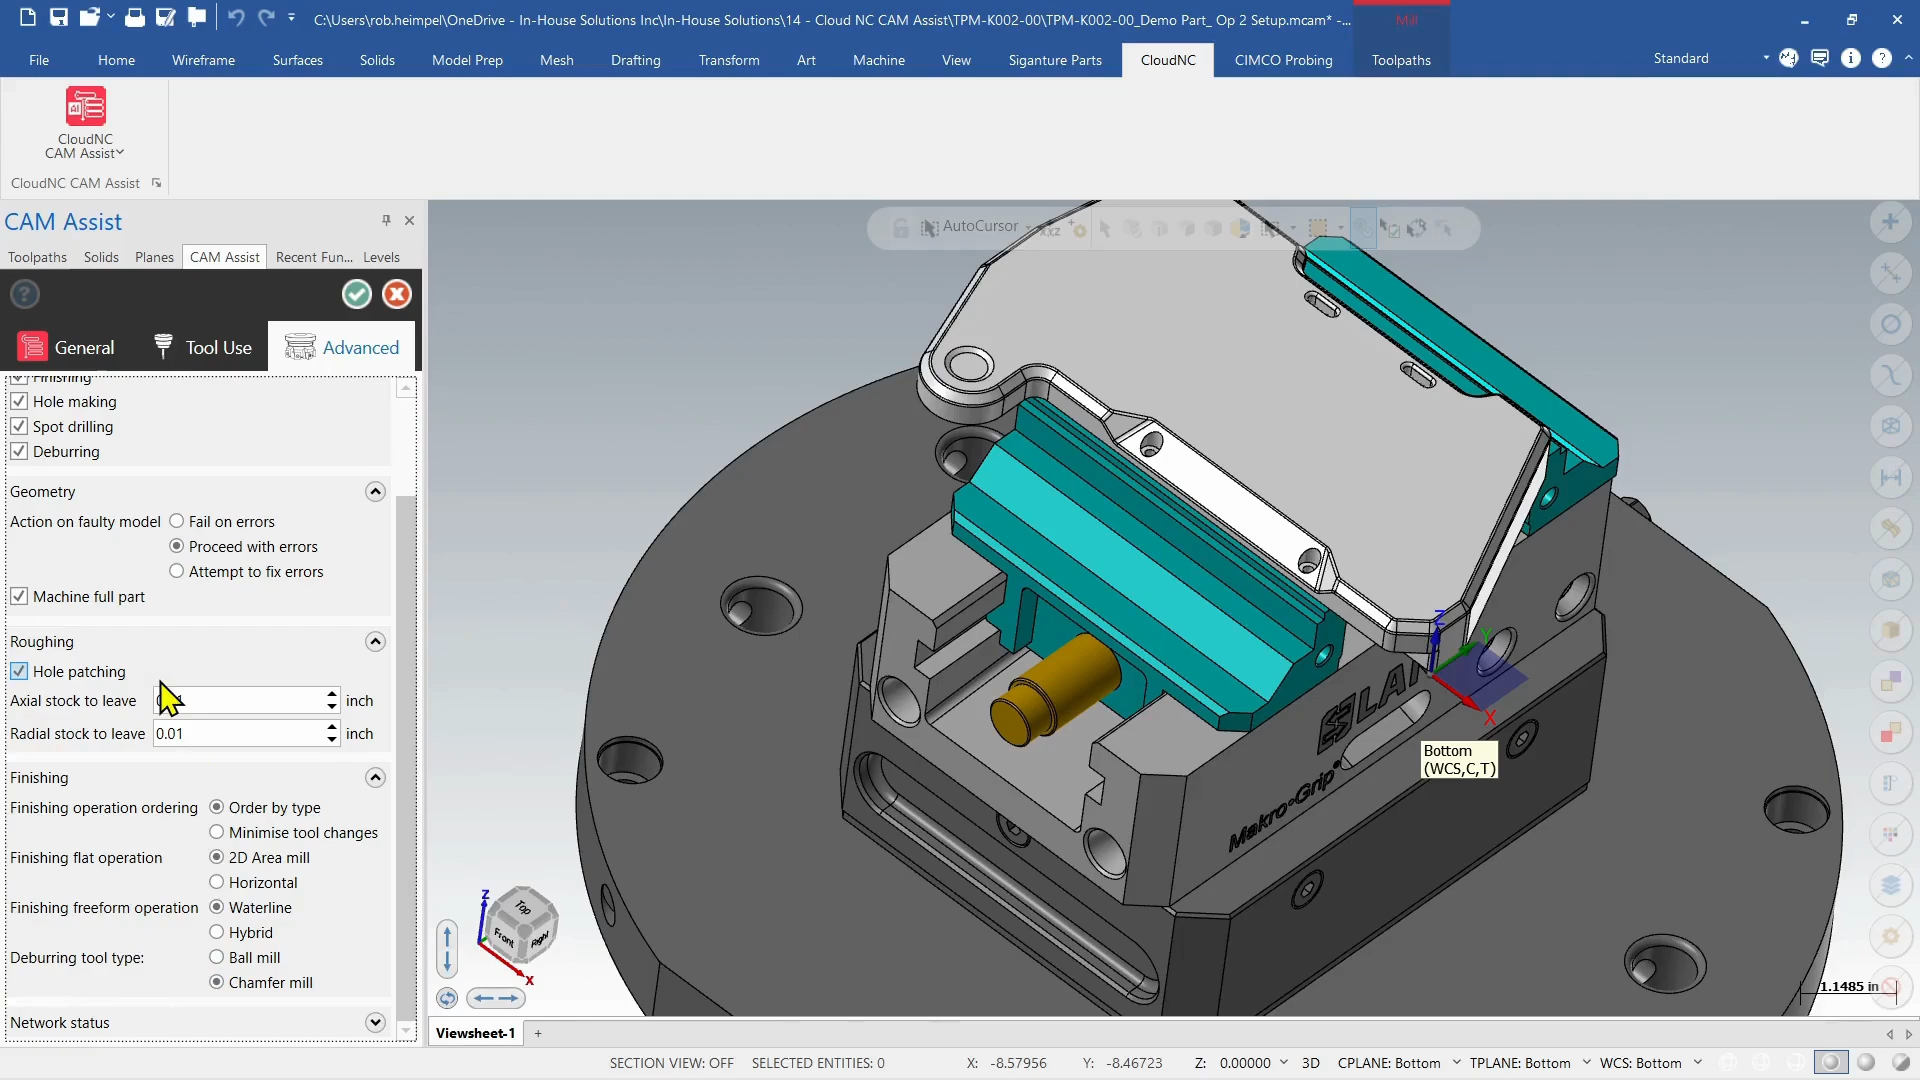 C:\Users\rob.heimpel\OneDrive - In-House Solutions Inc\In-House Solutions\14 - Cloud NC CAM Assist\TPM-K002-00\TPM-K002-00_Demo Part_ Op 2 Setup.mcam* -...
Mill
File Home Wireframe Surfaces Solids Model Prep Mesh Drafting Transform Art Machine View Siganture Parts CloudNC CIMCO Probing Toolpaths Standard
AI
CloudNC
CAM Assist
CloudNC CAM Assist
CAM Assist
Toolpaths Solids Planes CAM Assist Recent Fun... Levels
General Tool Use Advanced
Finishing
Hole making
Spot drilling
Deburring
Geometry
Action on faulty model Fail on errors
Proceed with errors
Attempt to fix errors
Machine full part
Roughing
Hole patching
Axial stock to leave inch
Radial stock to leave 0.01 inch
Finishing
Finishing operation ordering Order by type
Minimise tool changes
Finishing flat operation 2D Area mill
Horizontal
Finishing freeform operation Waterline
Hybrid
Deburring tool type: Ball mill
Chamfer mill
Network status
AutoCursor
XYZ
LA
Makro•Grip®
Z
Y
X
Bottom
(WCS,C,T)
Z
Top
Front
Right
X
1.1485 in
Viewsheet-1 +
SECTION VIEW: OFF SELECTED ENTITIES: 0 X: -8.57956 Y: -8.46723 Z: 0.00000 3D CPLANE: Bottom TPLANE: Bottom WCS: Bottom